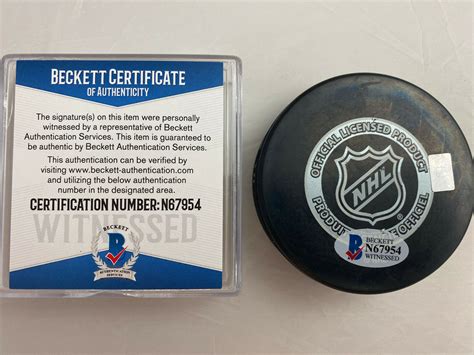 BECKETT CERTIFICATE
OF AUTHENTICITY
The signature(s) on this item were personally
witnessed by a representative of Beckett
Authentication Services. This item is guaranteed to
be authentic by Beckett Authentication Services.
This authentication can be verified by
visiting www.beckett-authentication.com
and utilizing the below authentication
number in the designated area.
CERTIFICATION NUMBER: N67954
WITNESSED
BECKETT
B
AUTHENTICATION
SERVICES
OFFICIAL LICENSED PRODUCT
NHL
PRODUIT
OFFICIEL
B
BECKETT
N67954
WITNESSED